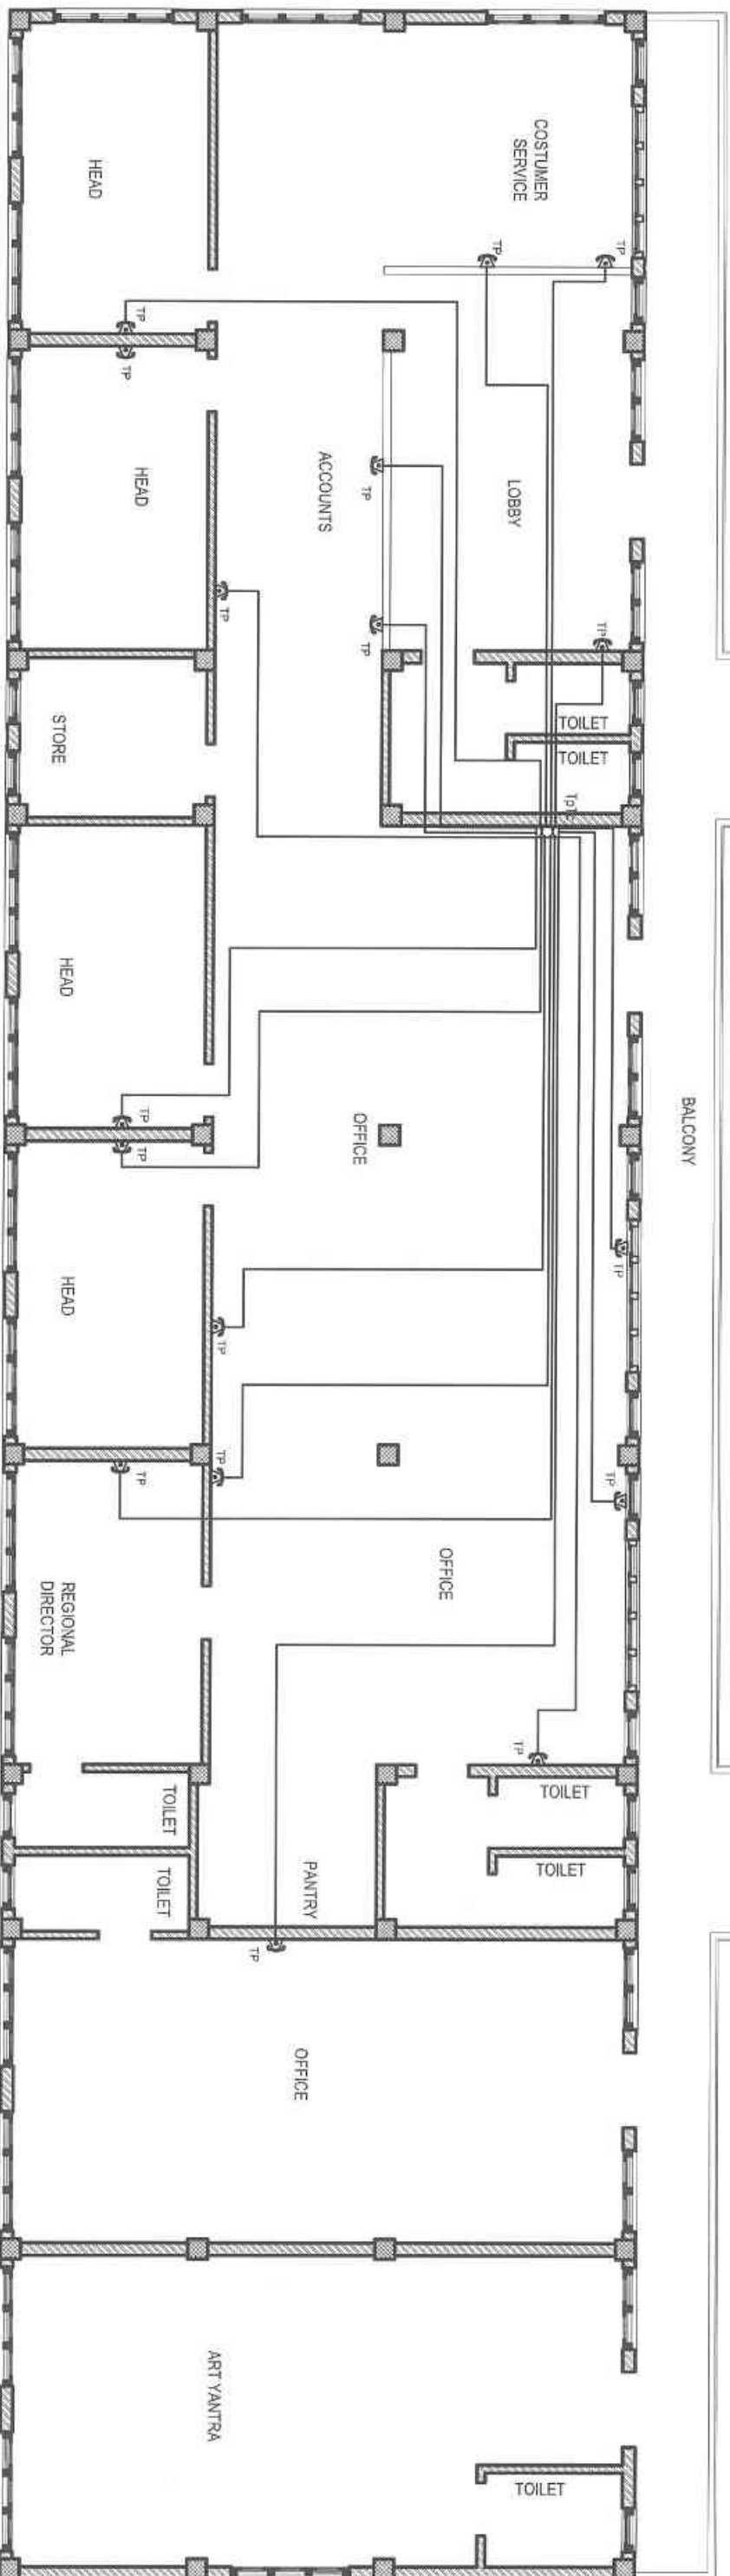 COSTUMER
SERVICE
HEAD
TP
TP
TP
TP
HEAD
ACCOUNTS
LOBBY
TP
TP
TP
TP
STORE
TOILET
TOILET
HEAD
BALCONY
OFFICE
TP
TP
TP
HEAD
TP
TP
TP
TP
OFFICE
REGIONAL
DIRECTOR
TP
TOILET
TOILET
TOILET
TOILET
PANTRY
TP
OFFICE
ART YANTRA
TOILET